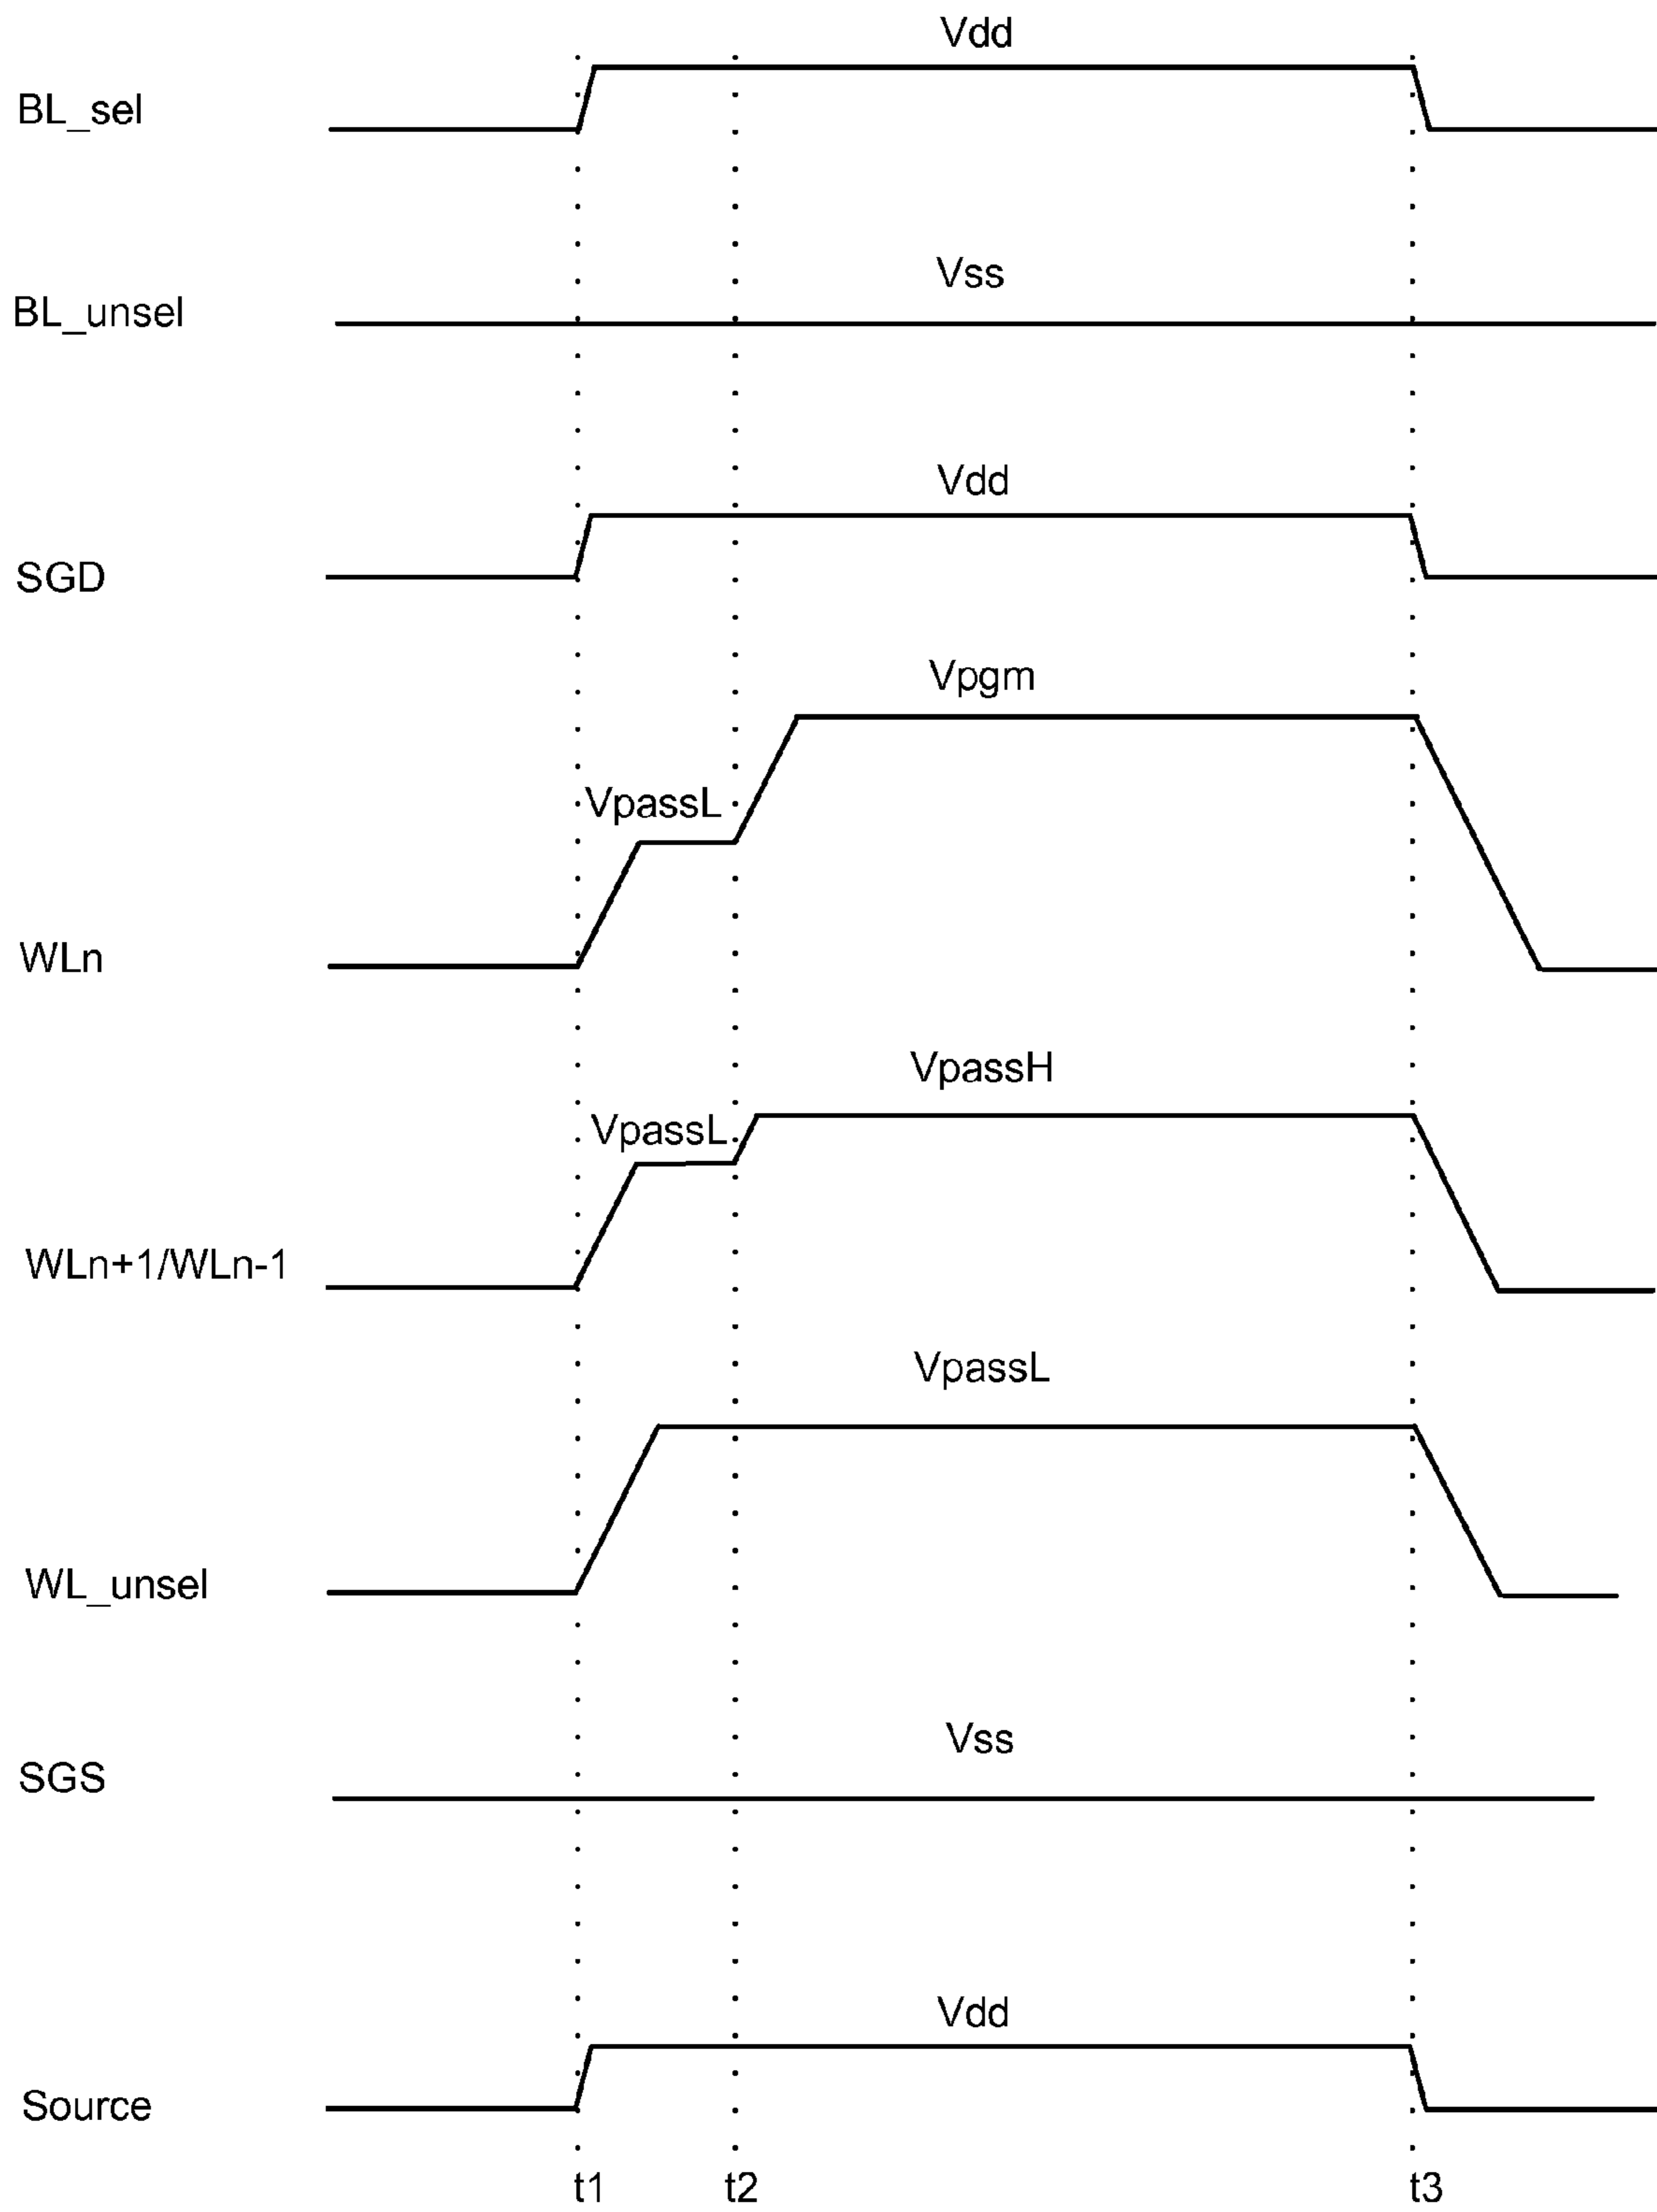 Vdd
BL_sel
Vss
BL_unsel
Vdd
SGD
Vpgm
VpassL
WLn
VpassH
VpassL
WLn+1/WLn-1
VpassL
WL_unsel
Vss
SGS
Vdd
Source
t1 t2 t3